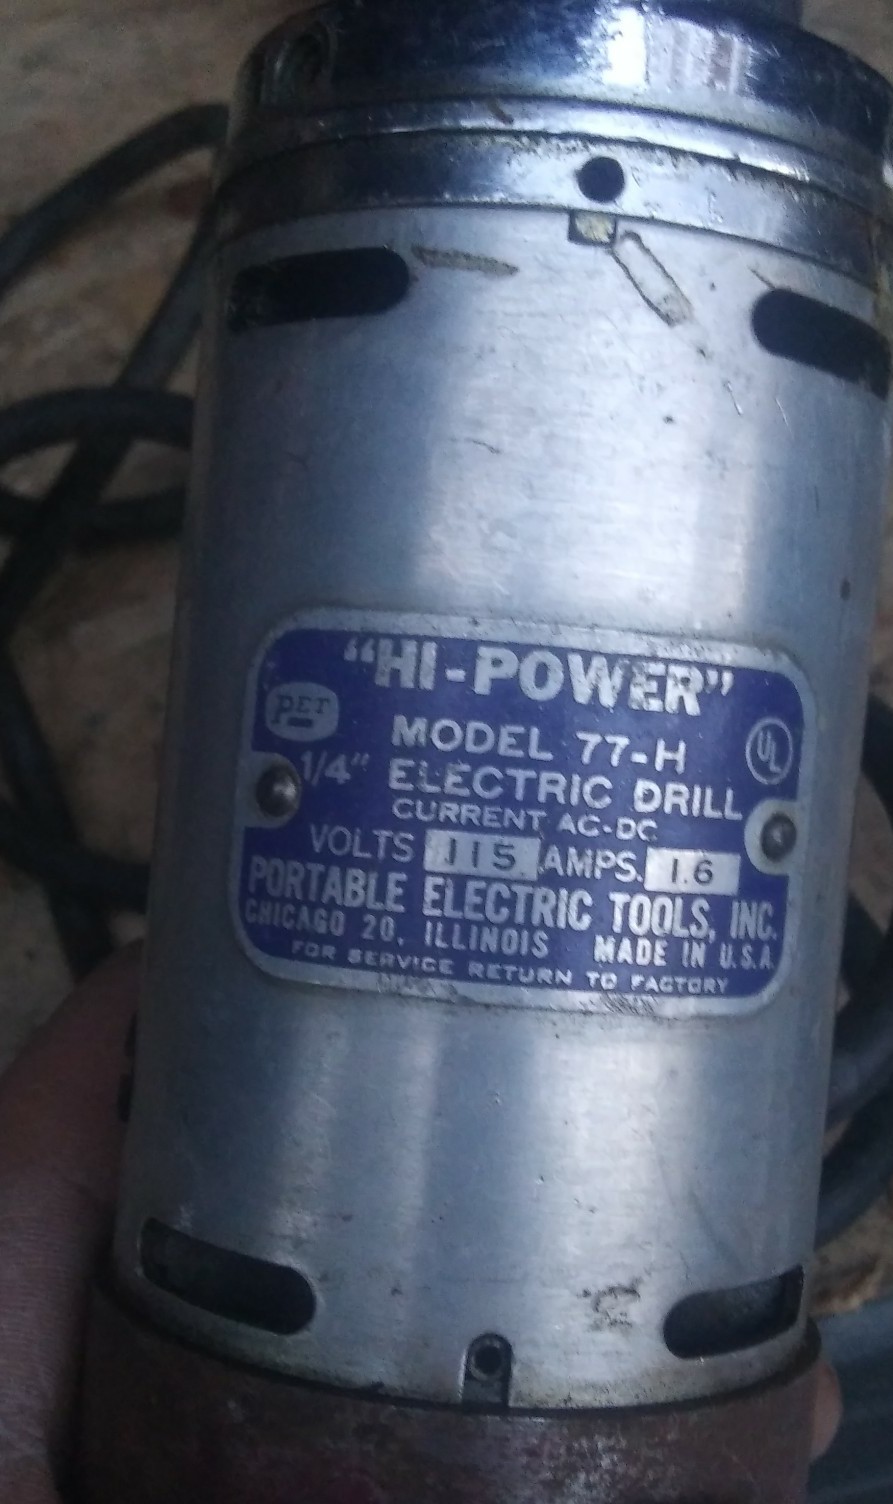 "HI-POWER"
PET
MODEL 77-H
UL
1/4" ELECTRIC DRILL
CURRENT AC-DC
VOLTS 115 AMPS. 1.6
PORTABLE ELECTRIC TOOLS, INC.
CHICAGO 20, ILLINOIS MADE IN U.S.A.
FOR SERVICE RETURN TO FACTORY